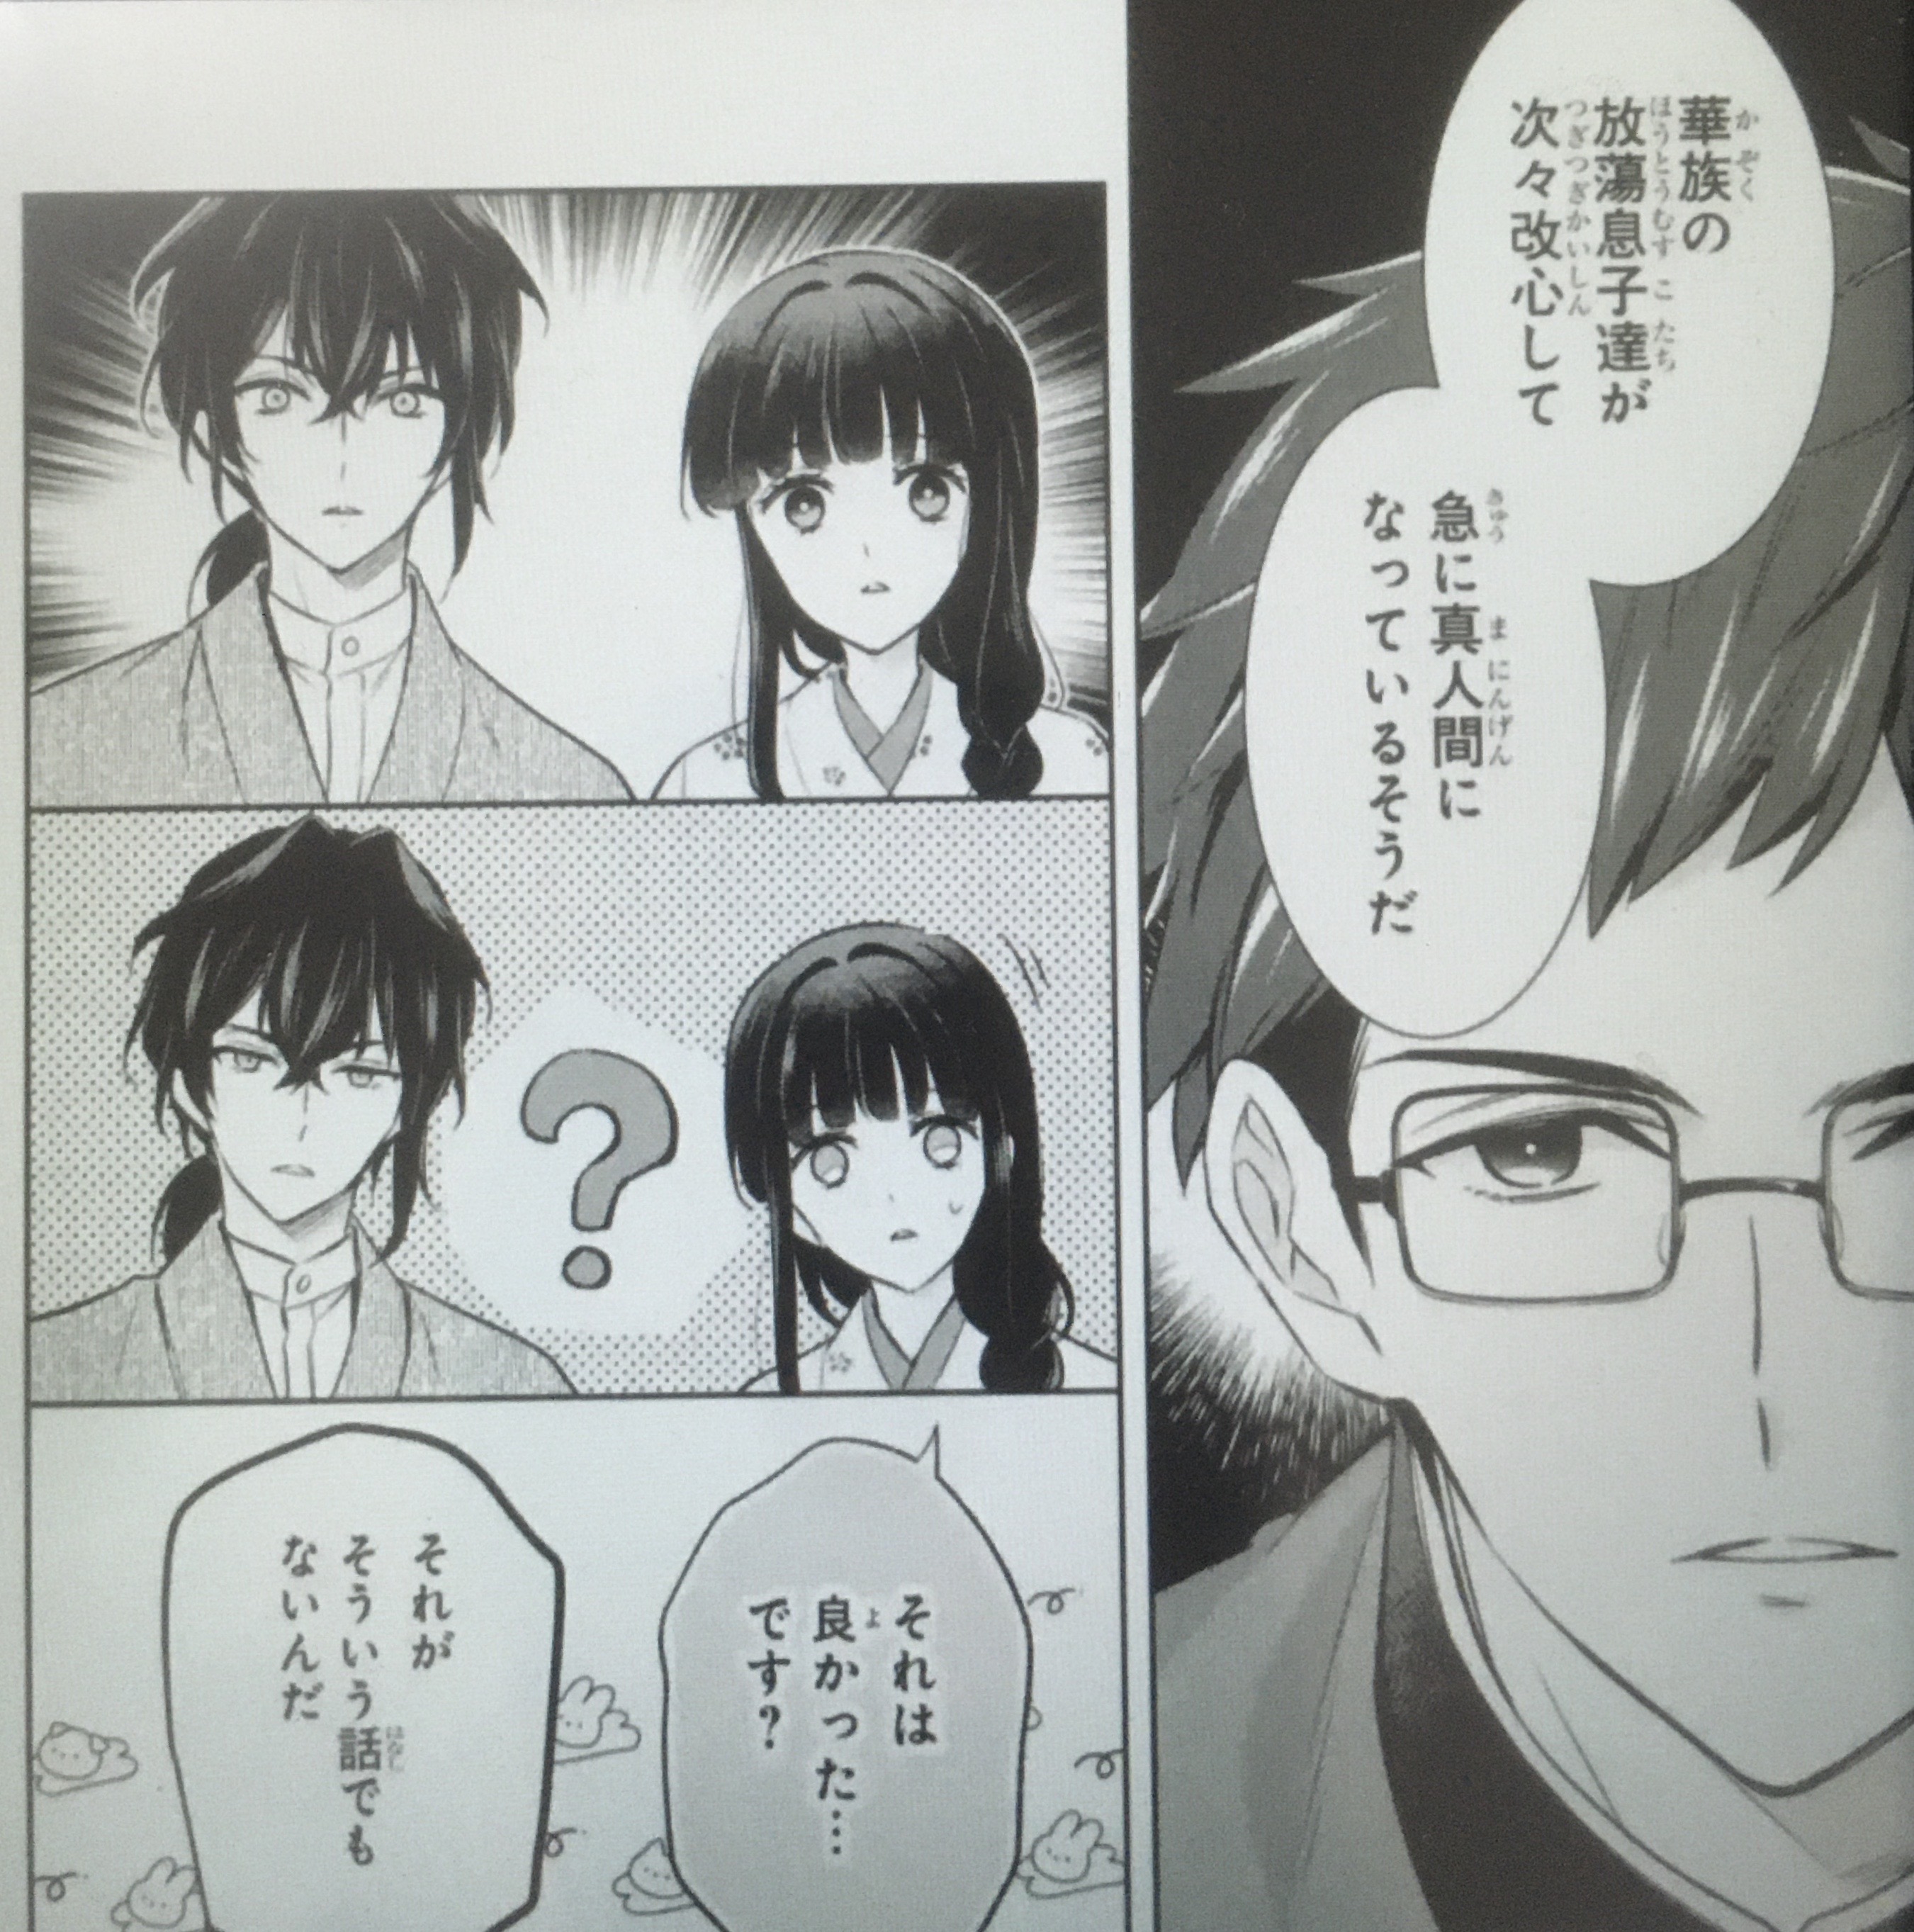 華族の
放蕩息子達が
次々改心して
急に真人間に
なっているそうだ
?
それは
良かった…
です?
それが
そういう話でも
ないんだ